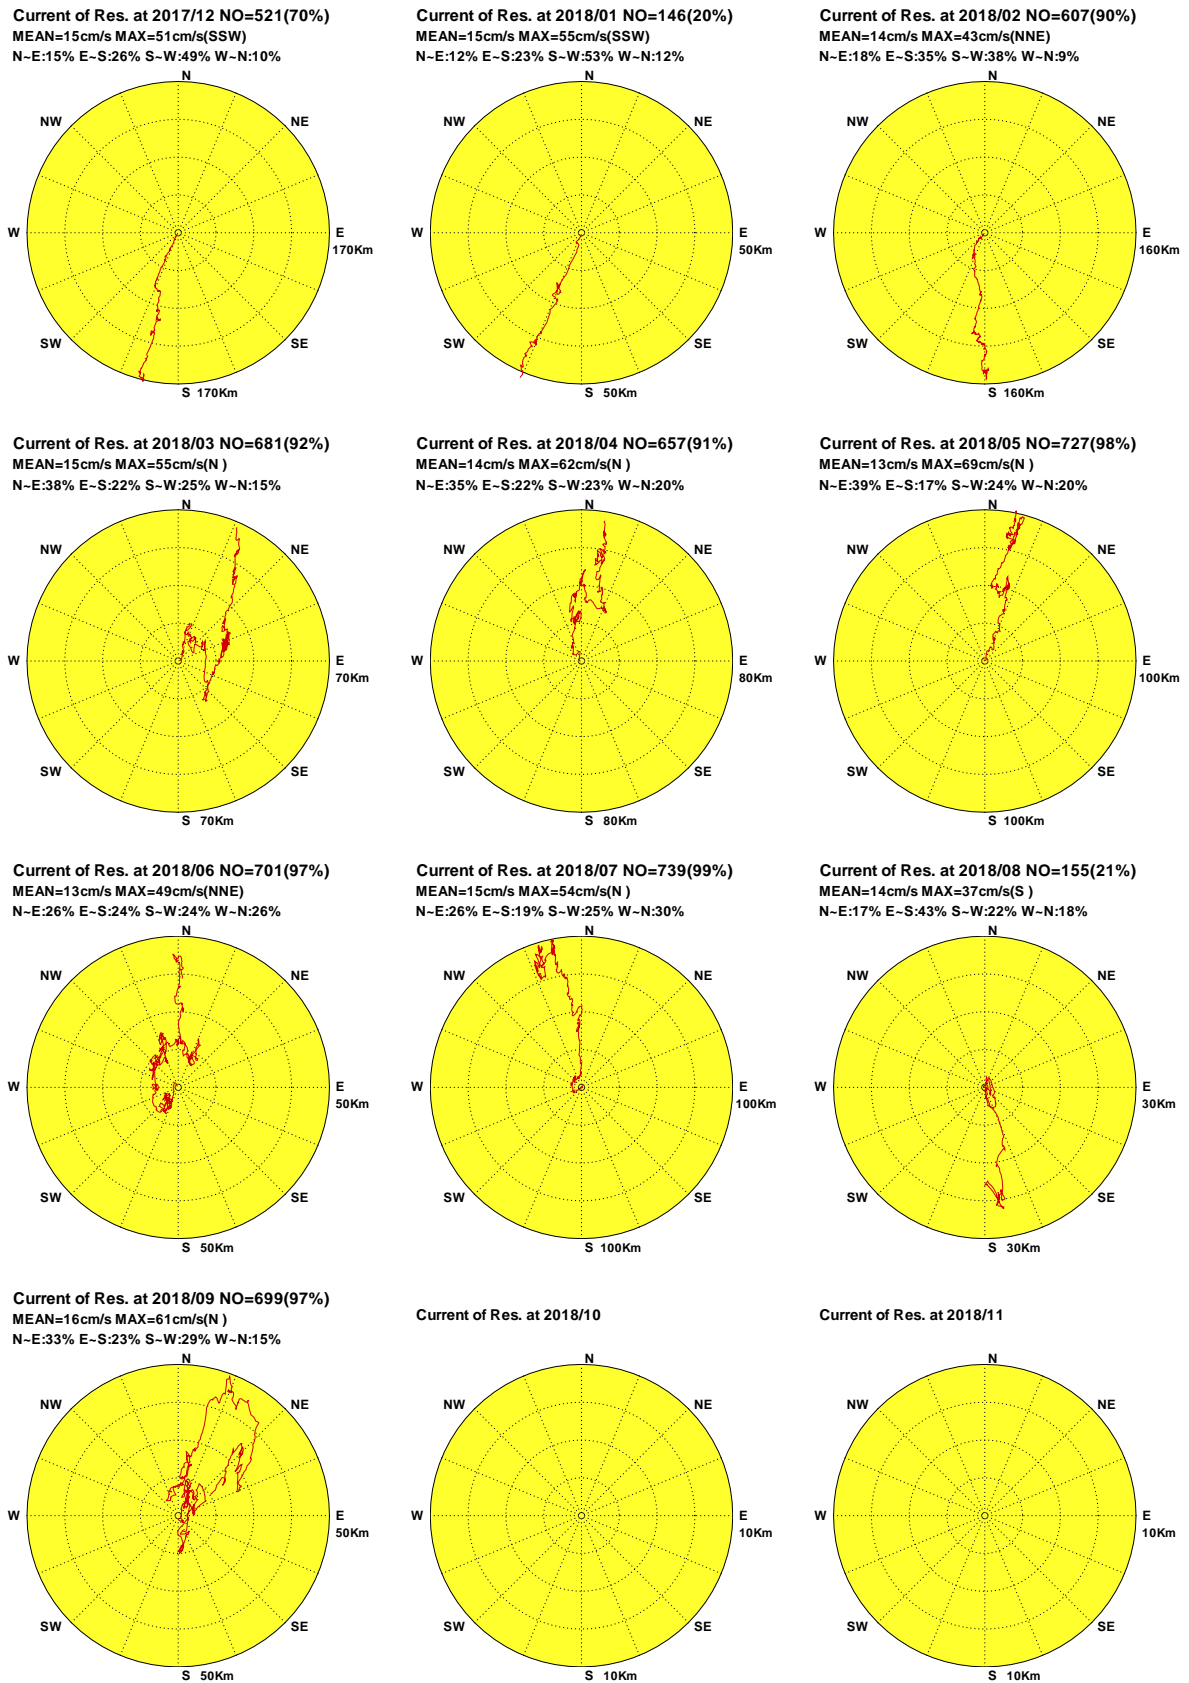 Current of Res. at 2017/12 NO=521(70%)
MEAN=15cm/s MAX=51cm/s(SSW)
N~E:15% E~S:26% S~W:49% W~N:10%
N
NW
NE
W
E
170Km
SW
SE
S 170Km
Current of Res. at 2018/01 NO=146(20%)
MEAN=15cm/s MAX=55cm/s(SSW)
N~E:12% E~S:23% S~W:53% W~N:12%
N
NW
NE
W
E
50Km
SW
SE
S 50Km
Current of Res. at 2018/02 NO=607(90%)
MEAN=14cm/s MAX=43cm/s(NNE)
N~E:18% E~S:35% S~W:38% W~N:9%
N
NW
NE
W
E
160Km
SW
SE
S 160Km
Current of Res. at 2018/03 NO=681(92%)
MEAN=15cm/s MAX=55cm/s(N )
N~E:38% E~S:22% S~W:25% W~N:15%
N
NW
NE
W
E
70Km
SW
SE
S 70Km
Current of Res. at 2018/04 NO=657(91%)
MEAN=14cm/s MAX=62cm/s(N )
N~E:35% E~S:22% S~W:23% W~N:20%
N
NW
NE
W
E
80Km
SW
SE
S 80Km
Current of Res. at 2018/05 NO=727(98%)
MEAN=13cm/s MAX=69cm/s(N )
N~E:39% E~S:17% S~W:24% W~N:20%
N
NW
NE
W
E
100Km
SW
SE
S 100Km
Current of Res. at 2018/06 NO=701(97%)
MEAN=13cm/s MAX=49cm/s(NNE)
N~E:26% E~S:24% S~W:24% W~N:26%
N
NW
NE
W
E
50Km
SW
SE
S 50Km
Current of Res. at 2018/07 NO=739(99%)
MEAN=15cm/s MAX=54cm/s(N )
N~E:26% E~S:19% S~W:25% W~N:30%
N
NW
NE
W
E
100Km
SW
SE
S 100Km
Current of Res. at 2018/08 NO=155(21%)
MEAN=14cm/s MAX=37cm/s(S )
N~E:17% E~S:43% S~W:22% W~N:18%
N
NW
NE
W
E
30Km
SW
SE
S 30Km
Current of Res. at 2018/09 NO=699(97%)
MEAN=16cm/s MAX=61cm/s(N )
N~E:33% E~S:23% S~W:29% W~N:15%
N
NW
NE
W
E
50Km
SW
SE
S 50Km
Current of Res. at 2018/10
N
NW
NE
W
E
10Km
SW
SE
S 10Km
Current of Res. at 2018/11
N
NW
NE
W
E
10Km
SW
SE
S 10Km